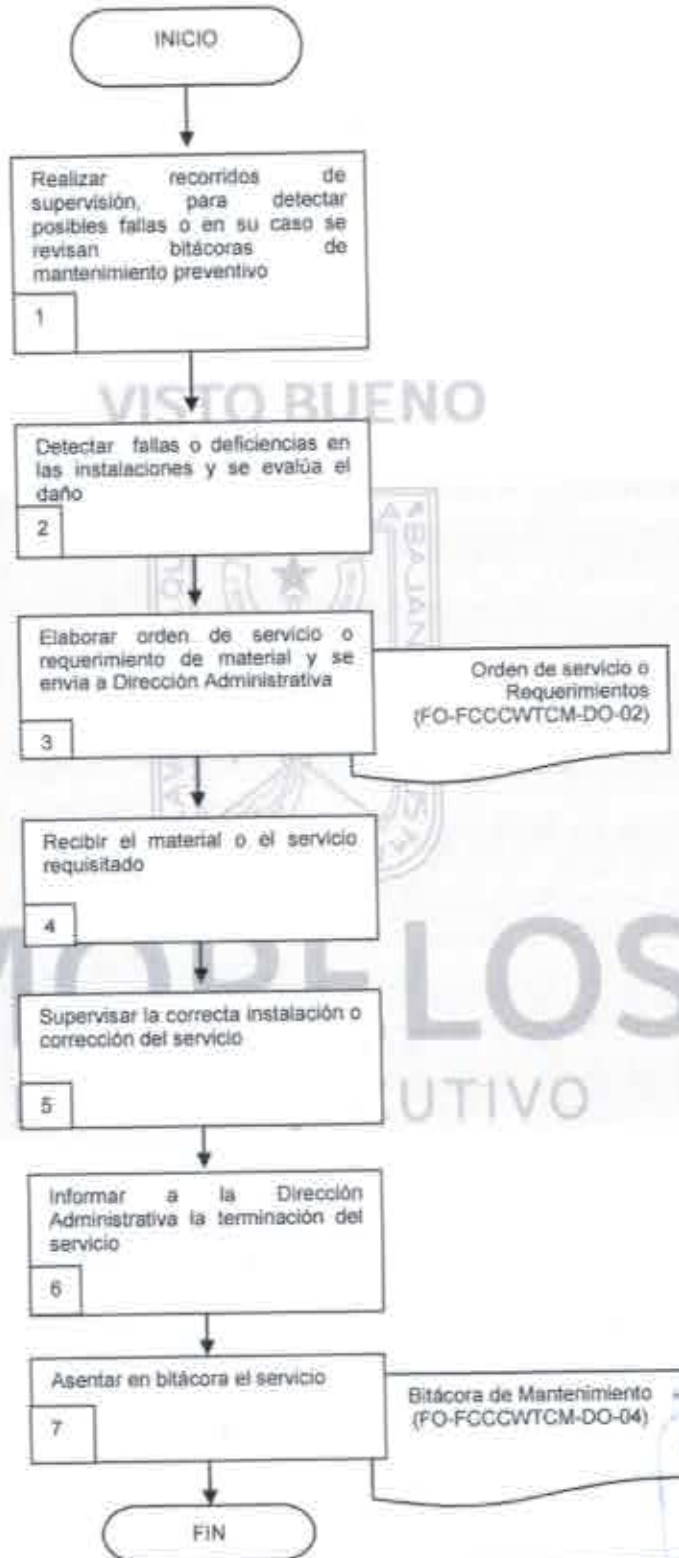 INICIO
Realizar recorridos de
supervisión, para detectar
posibles fallas o en su caso se
revisan bitácoras de
mantenimiento preventivo
1
VISTO BUENO
Detectar fallas o deficiencias en
las instalaciones y se evalúa el
daño
2
Elaborar orden de servicio o
requerimiento de material y se
envia a Dirección Administrativa
3
Orden de servicio o
Requerimientos
(FO-FCCCWTCM-DO-02)
Recibir el material o el servicio
requisitado
4
MORELOS
Supervisar la correcta instalación o
corrección del servicio
5
UTIVO
Informar a la Dirección
Administrativa la terminación del
servicio
6
Asentar en bitácora el servicio
7
Bitácora de Mantenimiento
(FO-FCCCWTCM-DO-04)
FIN